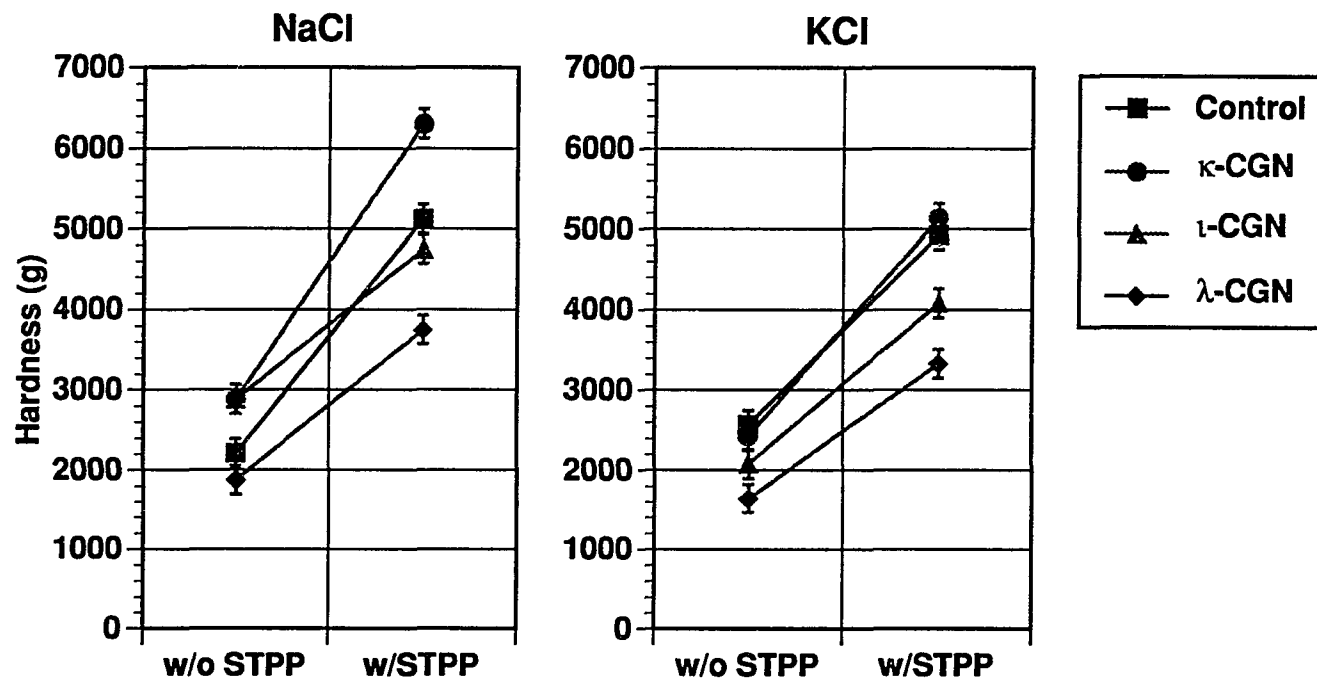 NaCl
KCl
Hardness (g)
7000
6000
5000
4000
3000
2000
1000
0
w/o STPP
w/STPP
7000
6000
5000
4000
3000
2000
1000
0
w/o STPP
w/STPP
Control
κ-CGN
ι-CGN
λ-CGN